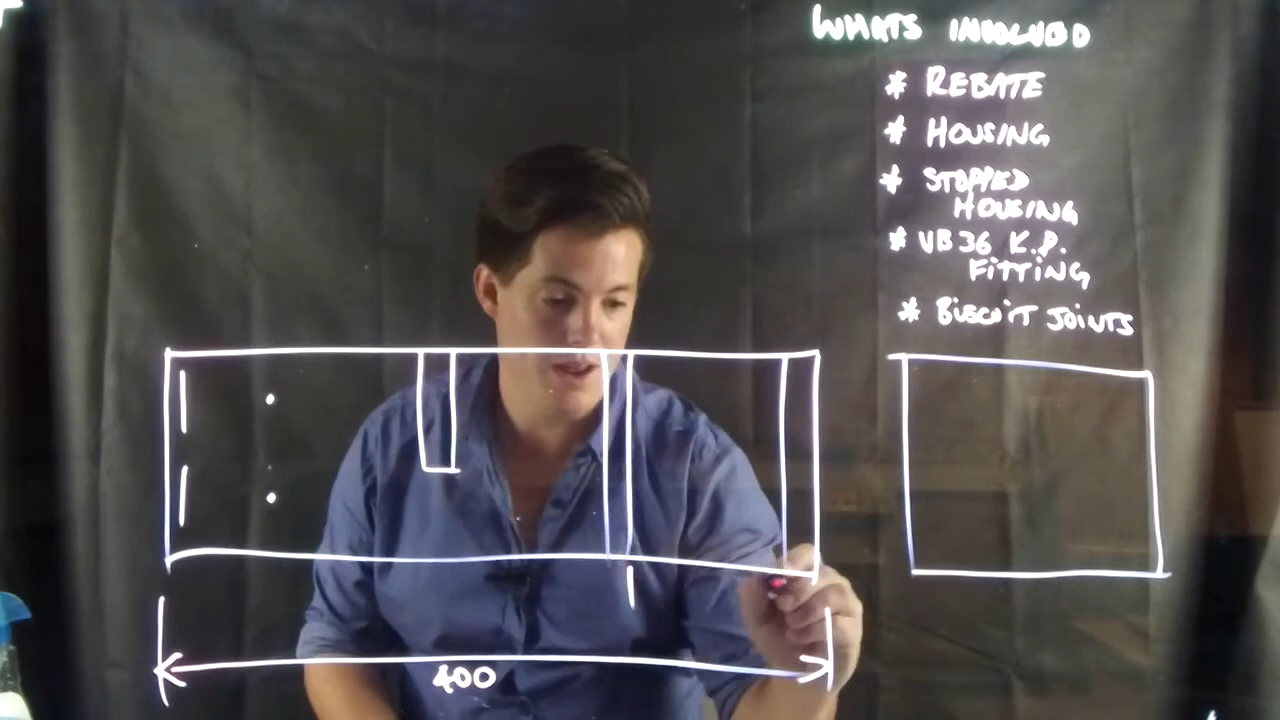 WHATS INVOLVED
* REBATE
* HOUSING
* STOPPED
HOUSING
* VB36 K.D.
FITTING
* BISCUIT JOINTS
400